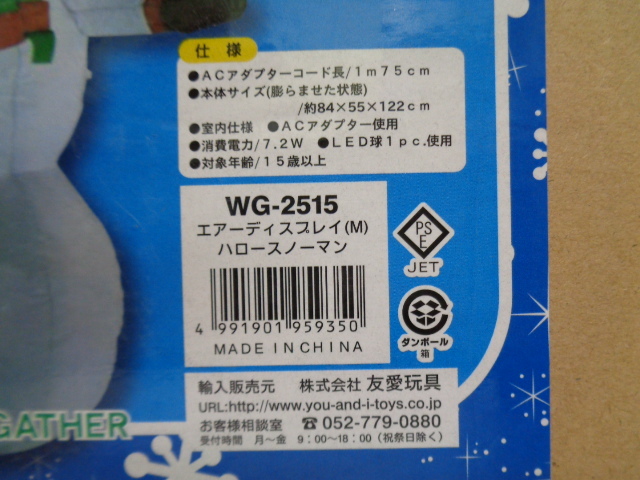 仕様
●ACアダプターコード長/1m75cm
●本体サイズ(膨らませた状態)
/約84×55×122cm
●室内仕様 ●ACアダプター使用
●消費電力/7.2W ●LED球1pc.使用
●対象年齢/15歳以上
WG-2515
エアーディスプレイ(M)
ハロースノーマン
4 991901 959350
MADE IN CHINA
PS
E
JET
ダンボール
箱
輸入販売元 株式会社 友愛玩具
URL:http://www.you-and-i-toys.co.jp
お客様相談室 ☎052-779-0880
受付時間 月~金 9:00~18:00(祝祭日除く)
GATHER